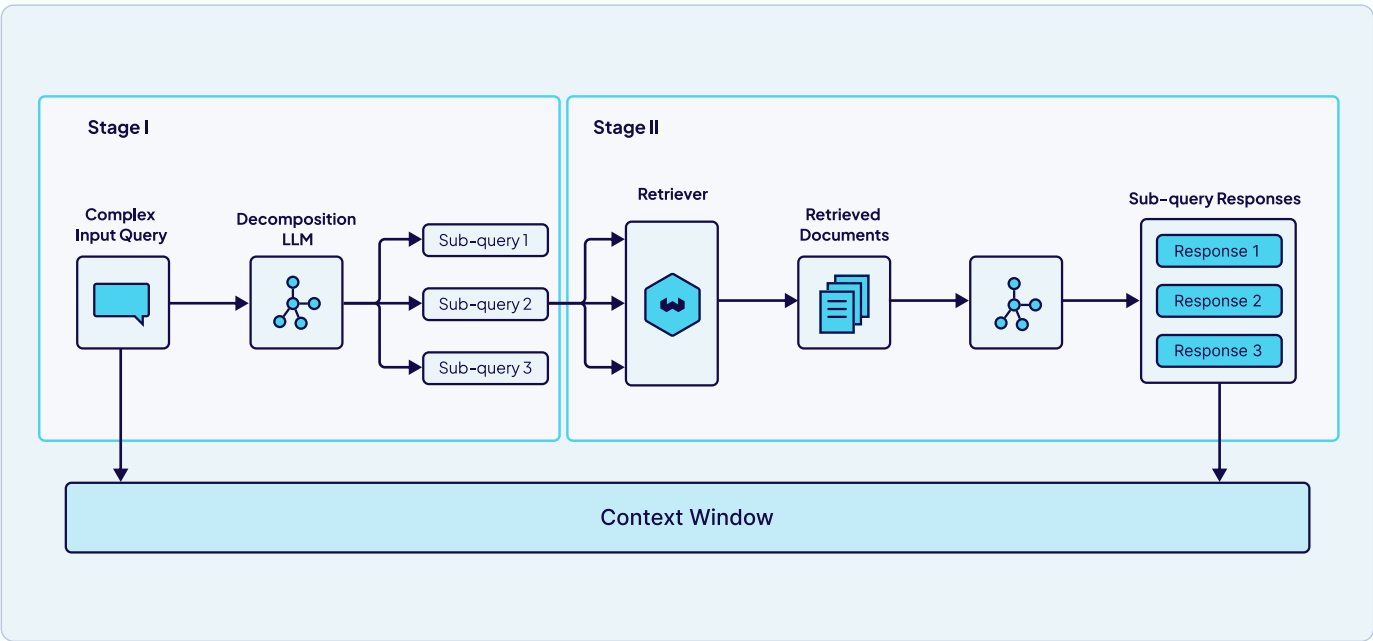 Stage I
Complex
Input Query
Decomposition
LLM
Sub-query 1
Sub-query 2
Sub-query 3
Stage II
Retriever
Retrieved
Documents
Sub-query Responses
Response 1
Response 2
Response 3
Context Window